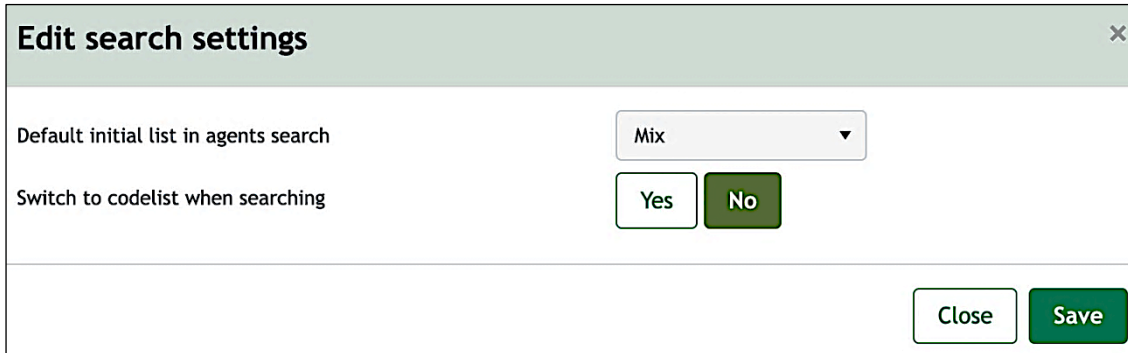 Edit search settings ×
Default initial list in agents search Mix
Switch to codelist when searching Yes No
Close Save